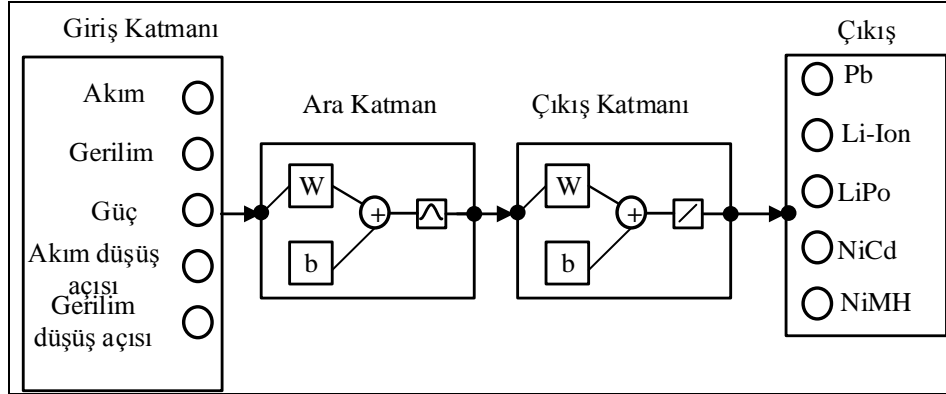 Giriş Katmanı
Akım
Gerilim
Güç
Akım düşüş
açısı
Gerilim
düşüş açısı
Ara Katman
W
+
b
Çıkış Katmanı
W
+
b
Çıkış
Pb
Li-Ion
LiPo
NiCd
NiMH